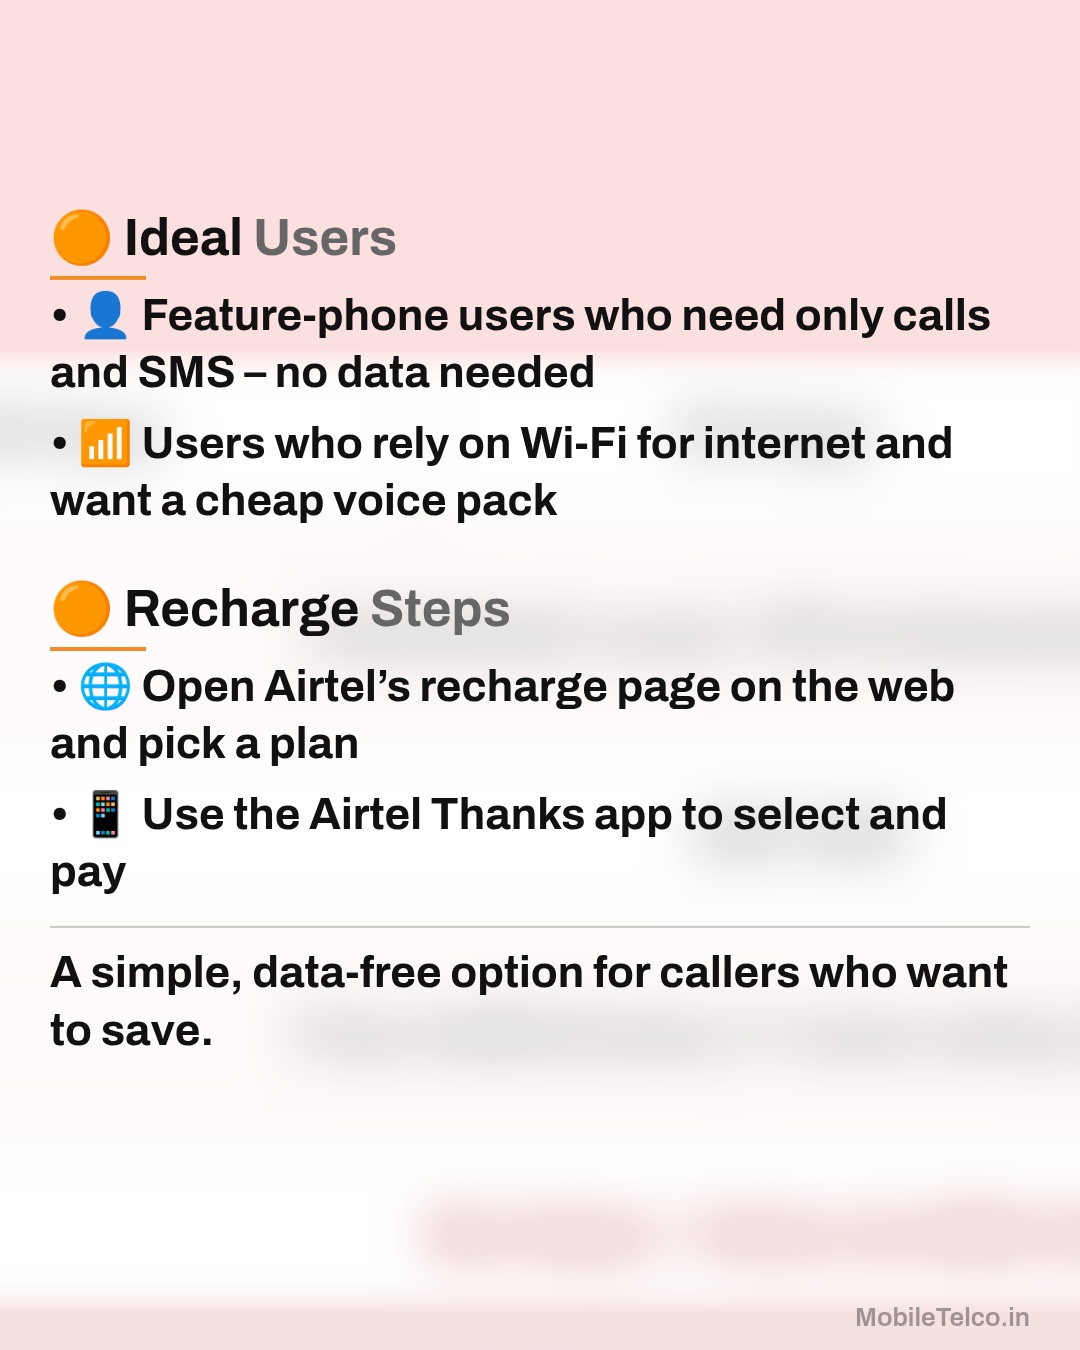 🟠 Ideal Users
• 👤 Feature-phone users who need only calls
and SMS – no data needed
• 📶 Users who rely on Wi-Fi for internet and
want a cheap voice pack
🟠 Recharge Steps
• 🌐 Open Airtel’s recharge page on the web
and pick a plan
• 📱 Use the Airtel Thanks app to select and
pay
A simple, data-free option for callers who want
to save.
MobileTelco.in